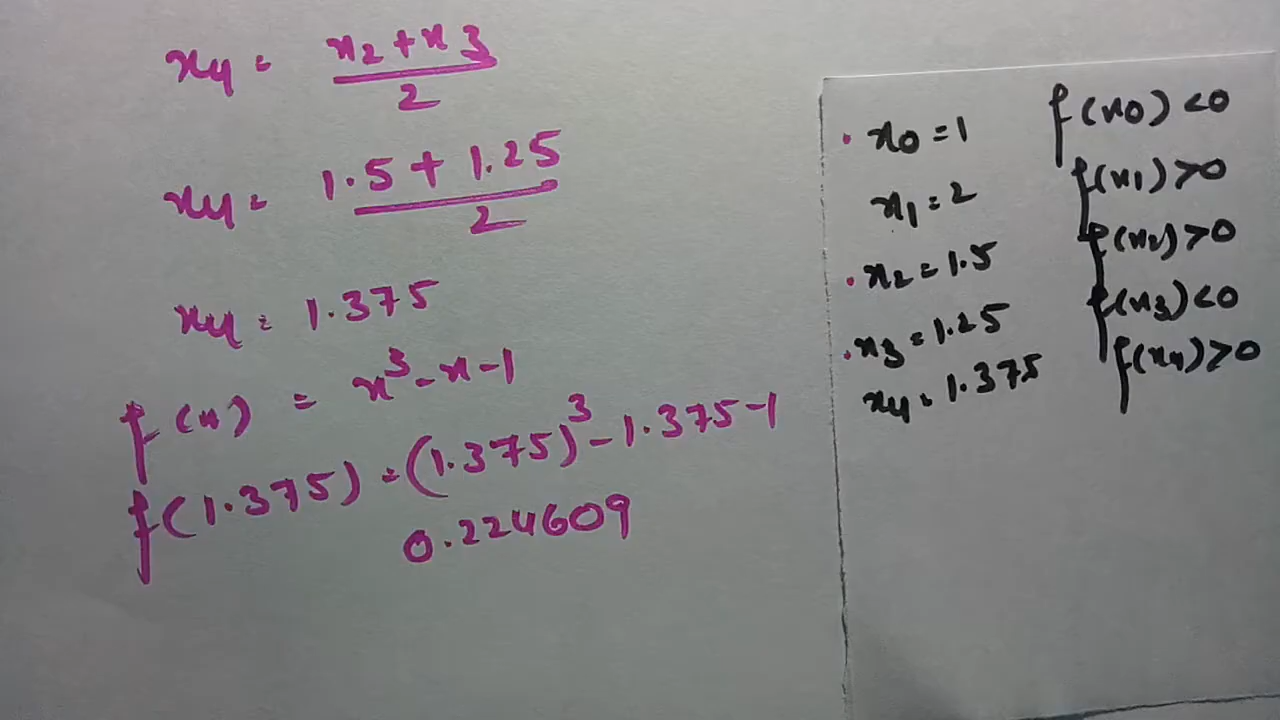 x4 = x2 + x3 / 2
x4 = 1.5 + 1.25 / 2
x4 = 1.375
f(x) = x³ - x - 1
f(1.375) = (1.375)³ - 1.375 - 1
0.224609
• x0 = 1 f(x0) < 0
x1 = 2 f(x1) > 0
• x2 = 1.5 f(x2) > 0
• x3 = 1.25 f(x3) < 0
x4 = 1.375 f(x4) > 0